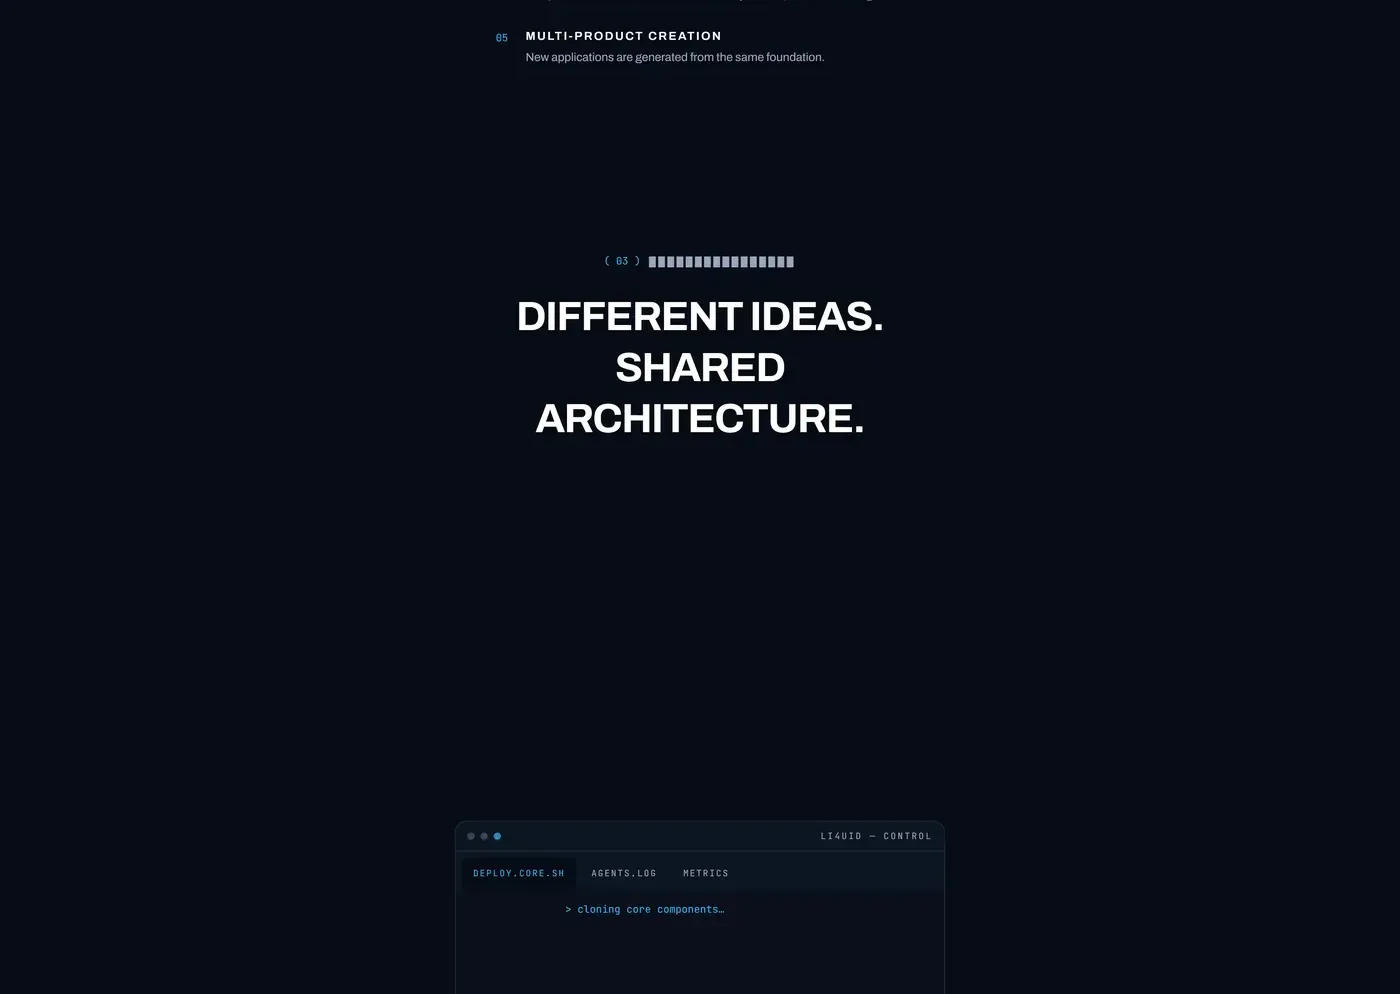 05 MULTI-PRODUCT CREATION
New applications are generated from the same foundation.
( 03 ) ████████████████
DIFFERENT IDEAS.
SHARED
ARCHITECTURE.
LI4UID — CONTROL
DEPLOY.CORE.SH AGENTS.LOG METRICS
> cloning core components…